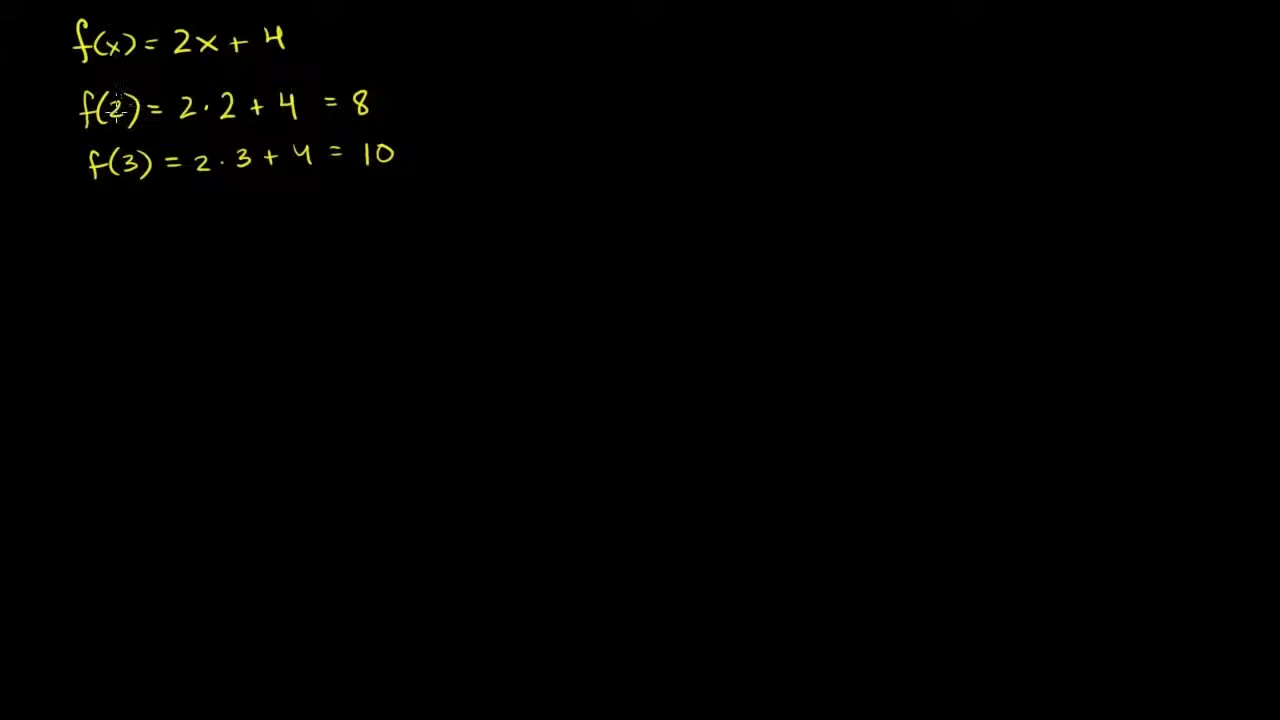 f(x) = 2x + 4
f(2) = 2 · 2 + 4 = 8
f(3) = 2 · 3 + 4 = 10